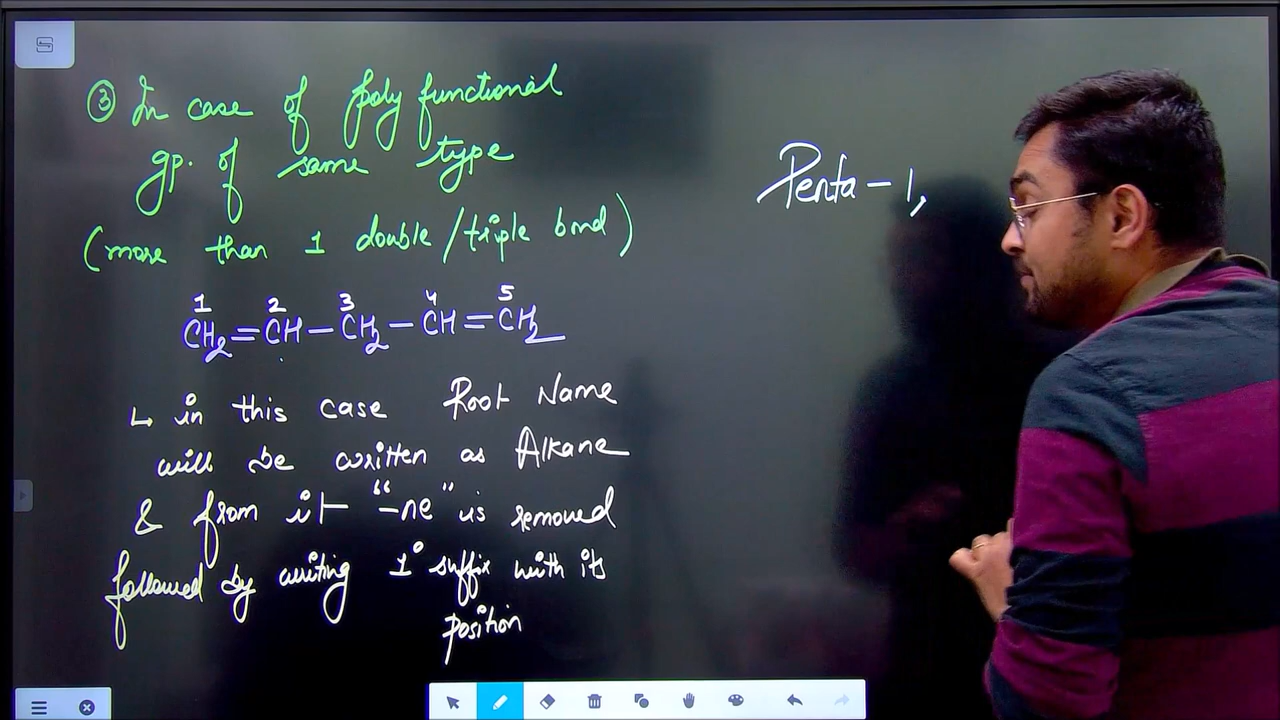 ③ In case of poly functional
gp. of same type
(more than 1 double/triple bond)
1 2 3 4 5
CH₂=CH-CH₂-CH=CH₂
↳ in this case Root Name
will be written as Alkane
& from it "-ne" is removed
followed by writing 1° suffix with its
position
Penta-1,